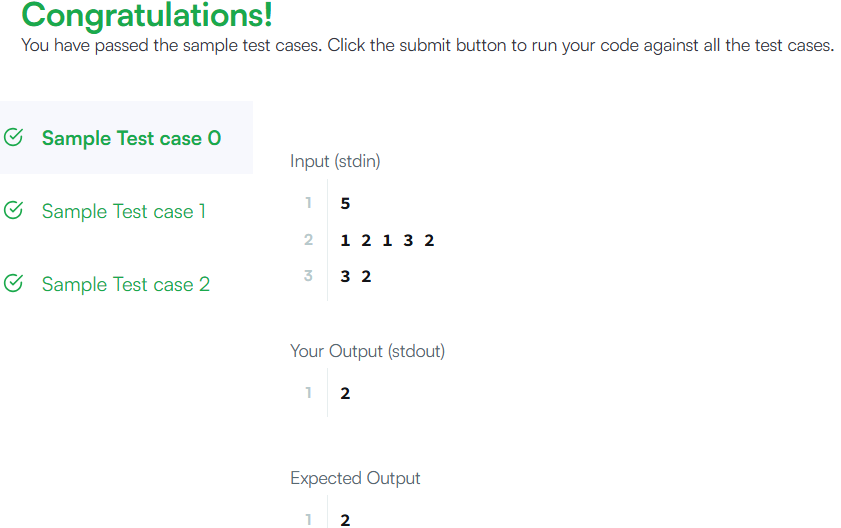 Congratulations!
You have passed the sample test cases. Click the submit button to run your code against all the test cases.
Sample Test case 0
Sample Test case 1
Sample Test case 2
Input (stdin)
1 5
2 1 2 1 3 2
3 3 2
Your Output (stdout)
1 2
Expected Output
1 2